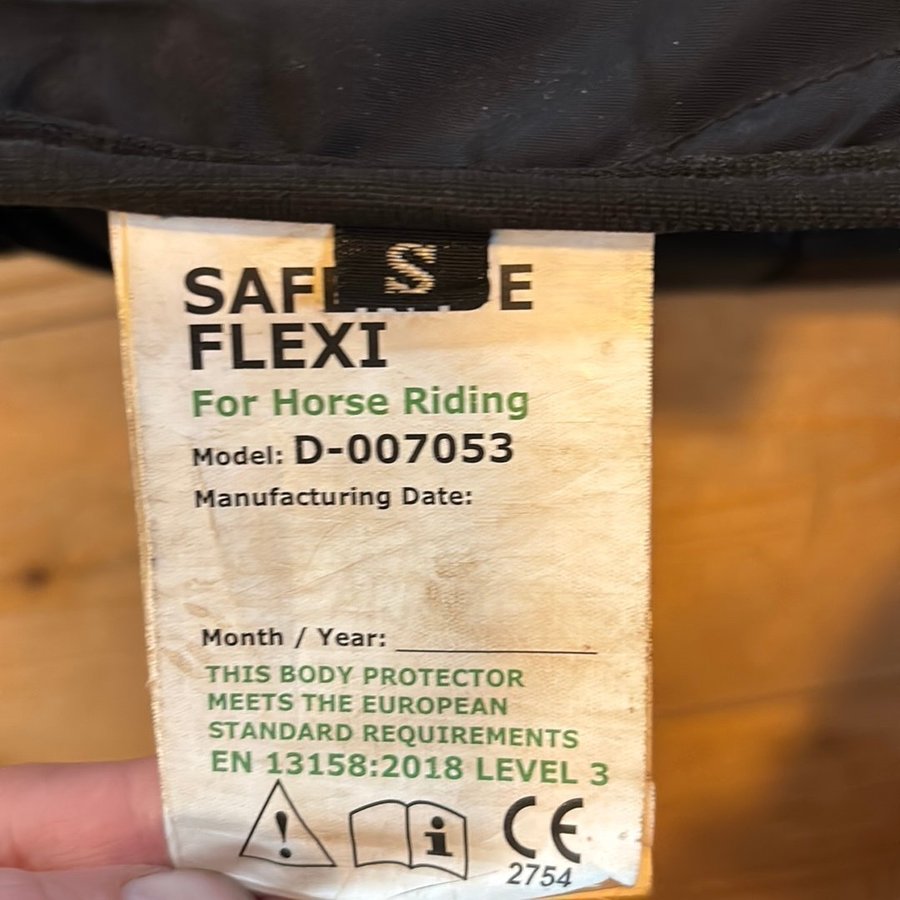 S
FLEXI
For Horse Riding
Model: D-007053
Manufacturing Date:
Month / Year:
THIS BODY PROTECTOR
MEETS THE EUROPEAN
STANDARD REQUIREMENTS
EN 13158:2018 LEVEL 3
CE
2754